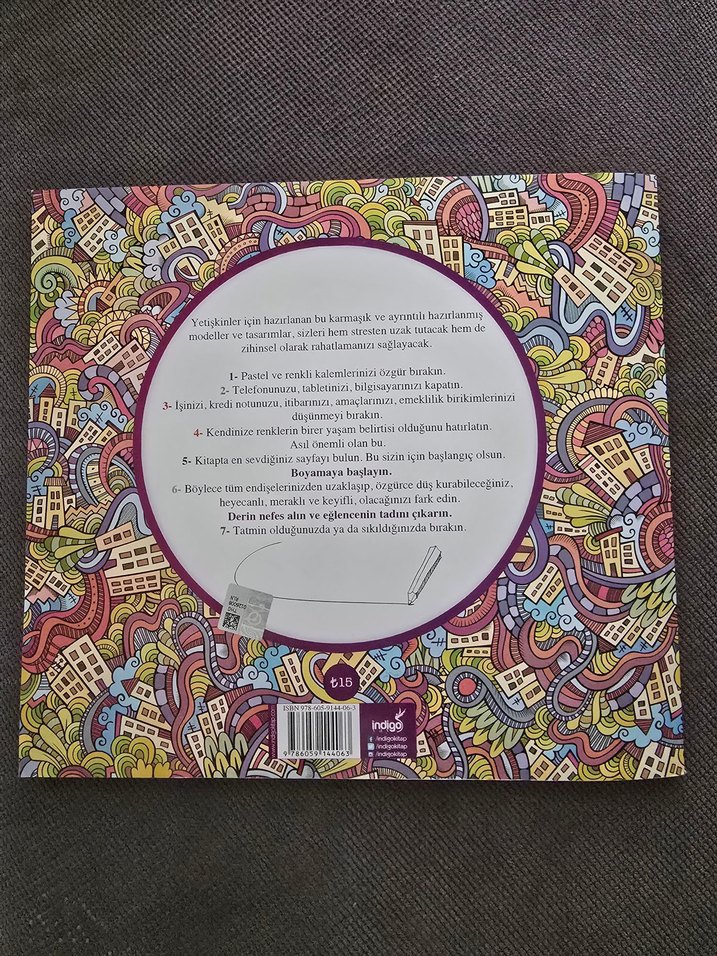 Yetişkinler için hazırlanan bu karmaşık ve ayrıntılı hazırlanmış
modeller ve tasarımlar, sizleri hem stresten uzak tutacak hem de
zihinsel olarak rahatlamanızı sağlayacak.
1- Pastel ve renkli kalemlerinizi özgür bırakın.
2- Telefonunuzu, tabletinizi, bilgisayarınızı kapatın.
3- İşinizi, kredi notunuzu, itibarınızı, amaçlarınızı, emeklilik birikimlerinizi
düşünmeyi bırakın.
4- Kendinize renklerin birer yaşam belirtisi olduğunu hatırlatın.
Asıl önemli olan bu.
5- Kitapta en sevdiğiniz sayfayı bulun. Bu sizin için başlangıç olsun.
Boyamaya başlayın.
6- Böylece tüm endişelerinizden uzaklaşıp, özgürce düş kurabileceğiniz,
heyecanlı, meraklı ve keyifli, olacağınızı fark edin.
Derin nefes alın ve eğlencenin tadını çıkarın.
7- Tatmin olduğunuzda ya da sıkıldığınızda bırakın.
₺15
www.indigokitap.com
ISBN 978-605-9144-06-3
9 786059 144063
indigo
/indigokitap
/indigokitap
/indigokitap